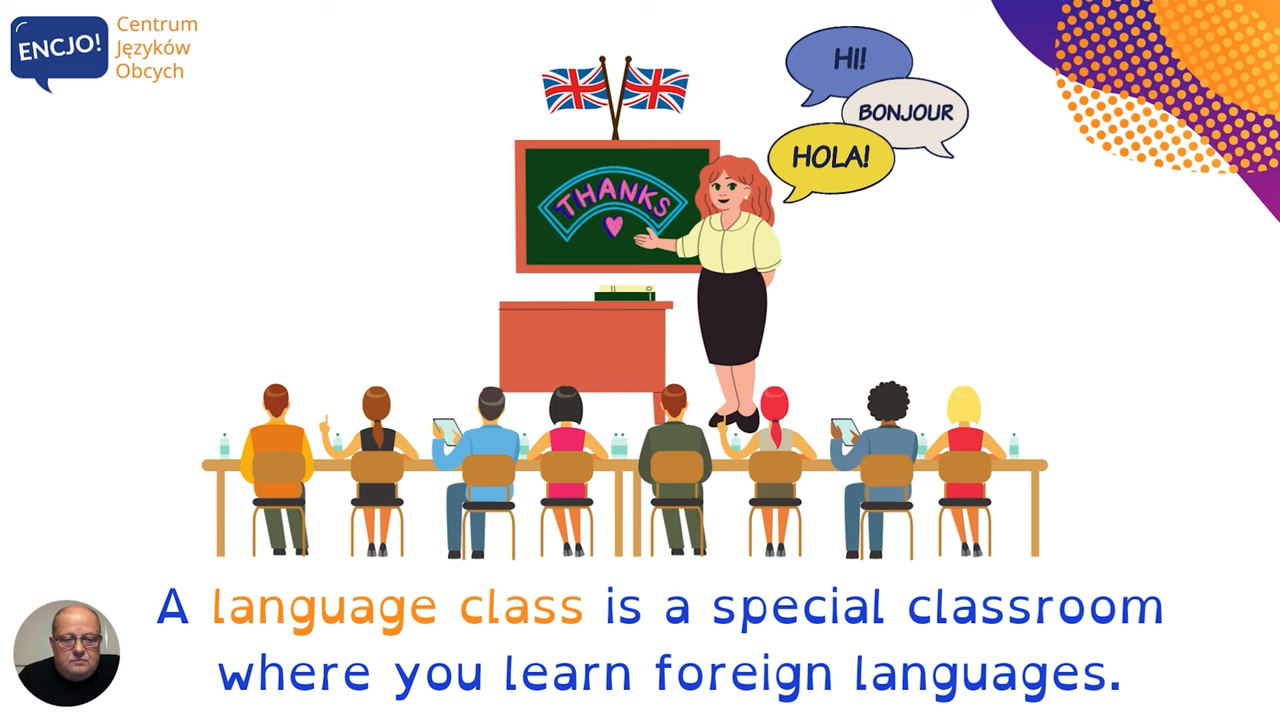 ENCJO!
Centrum
Języków
Obcych
HI!
BONJOUR
HOLA!
THANKS
A language class is a special classroom
where you learn foreign languages.